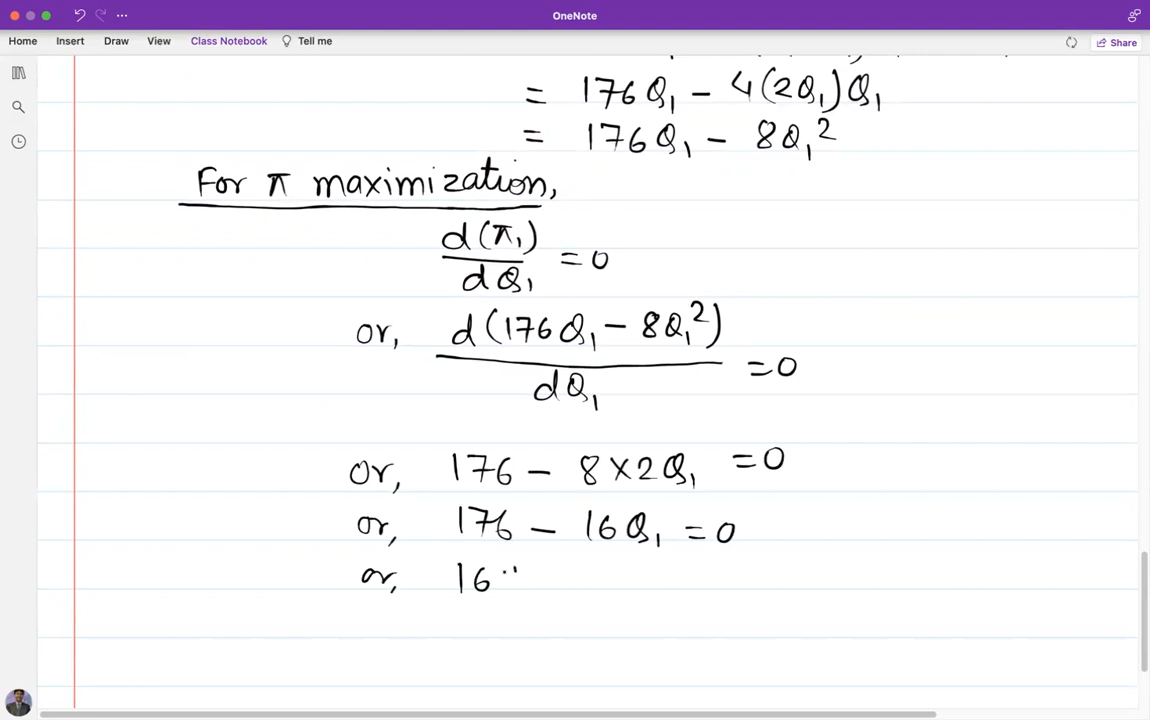 OneNote
Home Insert Draw View Class Notebook Tell me Share
= 176Q₁ - 4(2Q₁)Q₁
= 176Q₁ - 8Q₁²
For π maximization,
d(π₁)
dQ₁
= 0
or, d(176Q₁ - 8Q₁²)
dQ₁
= 0
or, 176 - 8×2Q₁ = 0
or, 176 - 16Q₁ = 0
or, 16